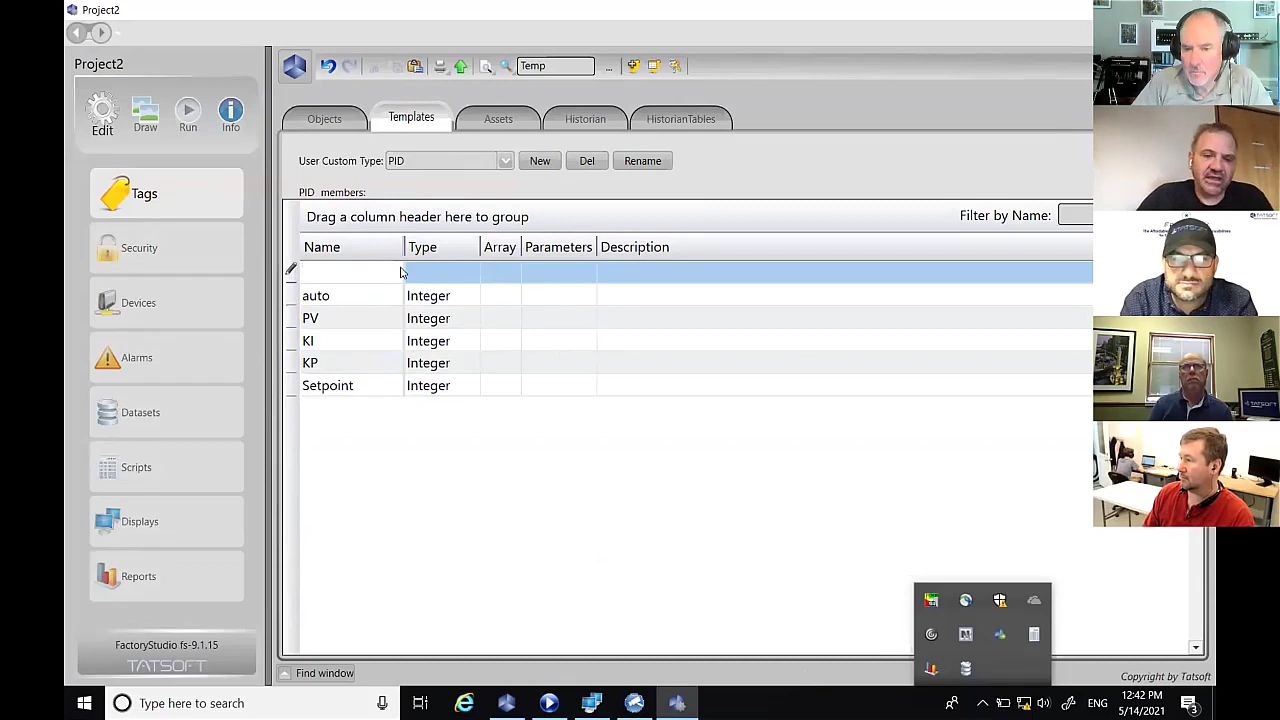 Project2
Project2
Edit
Draw
Run
Info
Temp
...
Objects
Templates
Assets
Historian
HistorianTables
User Custom Type: PID
New
Del
Rename
PID members:
Drag a column header here to group
Filter by Name:
Name Type Array Parameters Description
auto Integer
PV Integer
KI Integer
KP Integer
Setpoint Integer
Tags
Security
Devices
Alarms
Datasets
Scripts
Displays
Reports
FactoryStudio fs-9.1.15
TATSOFT
Find window
Copyright by Tatsoft
TATSOFT
TATSOFT
Type here to search
ENG
12:42 PM
5/14/2021
3